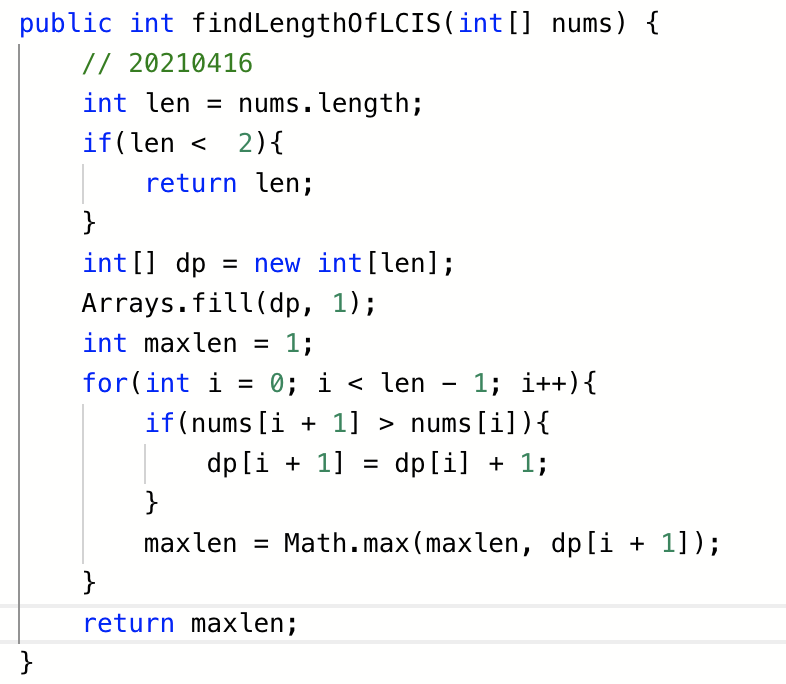 public int findLengthOfLCIS(int[] nums) {
    // 20210416
    int len = nums.length;
    if(len <  2){
        return len;
    }
    int[] dp = new int[len];
    Arrays.fill(dp, 1);
    int maxlen = 1;
    for(int i = 0; i < len - 1; i++){
        if(nums[i + 1] > nums[i]){
            dp[i + 1] = dp[i] + 1;
        }
        maxlen = Math.max(maxlen, dp[i + 1]);
    }
    return maxlen;
}